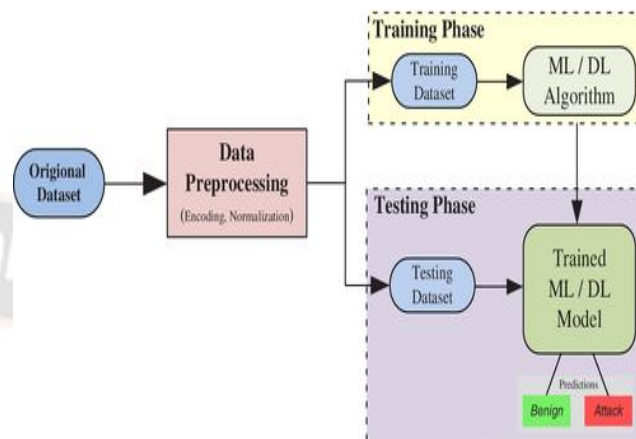 Origional
Dataset
Data
Preprocessing
(Encoding, Normalization)
Training Phase
Training
Dataset
ML / DL
Algorithm
Testing Phase
Testing
Dataset
Trained
ML / DL
Model
Predictions
Benign
Attack